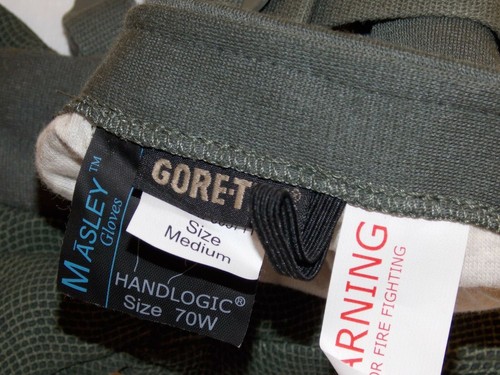 MASLEY™
Gloves
GORE-T
®
Size
Medium
HANDLOGIC®
Size 70W
ARNING
OR FIRE FIGHTING